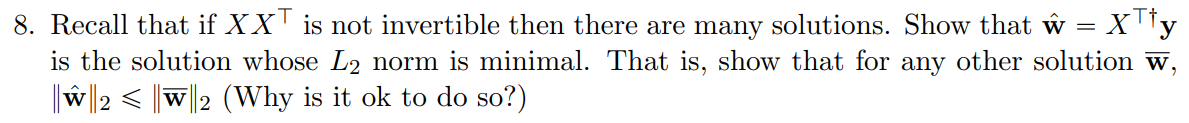 8. Recall that if XX⊤ is not invertible then there are many solutions. Show that ŵ = X⊤†y
is the solution whose L₂ norm is minimal. That is, show that for any other solution w̅,
‖ŵ‖₂ ⩽ ‖w̅‖₂ (Why is it ok to do so?)